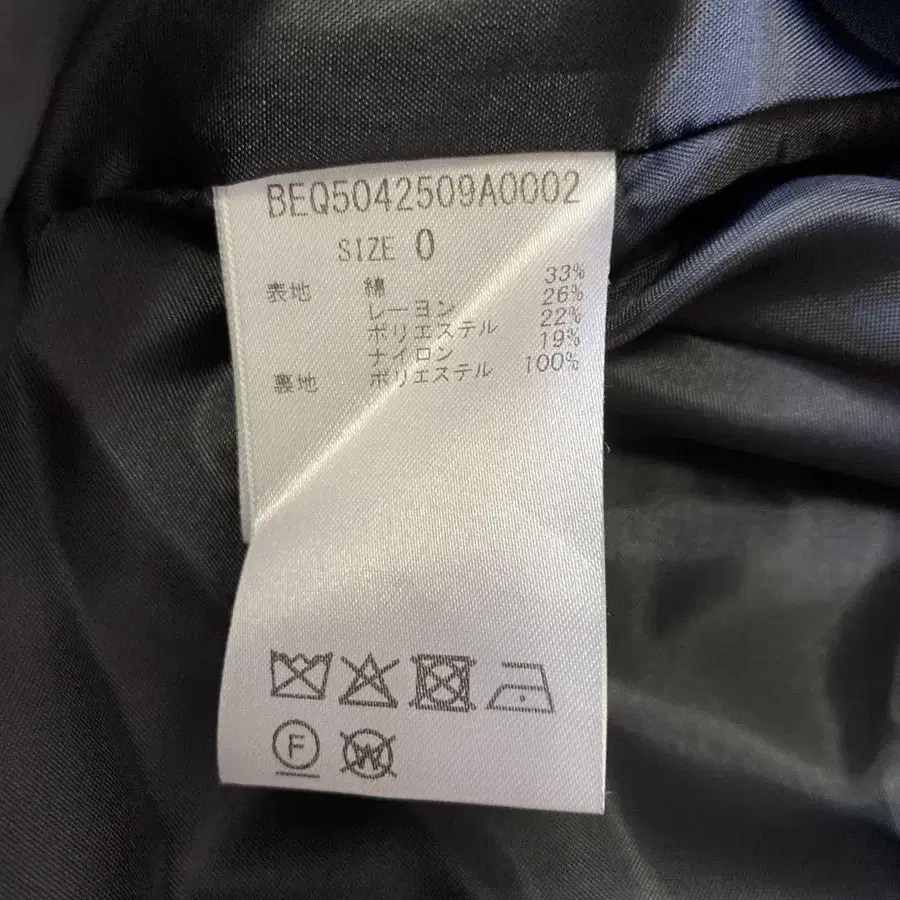 BEQ5042509A0002
SIZE 0
表地 綿 33%
レーヨン 26%
ポリエステル 22%
ナイロン 19%
裏地 ポリエステル 100%
F W